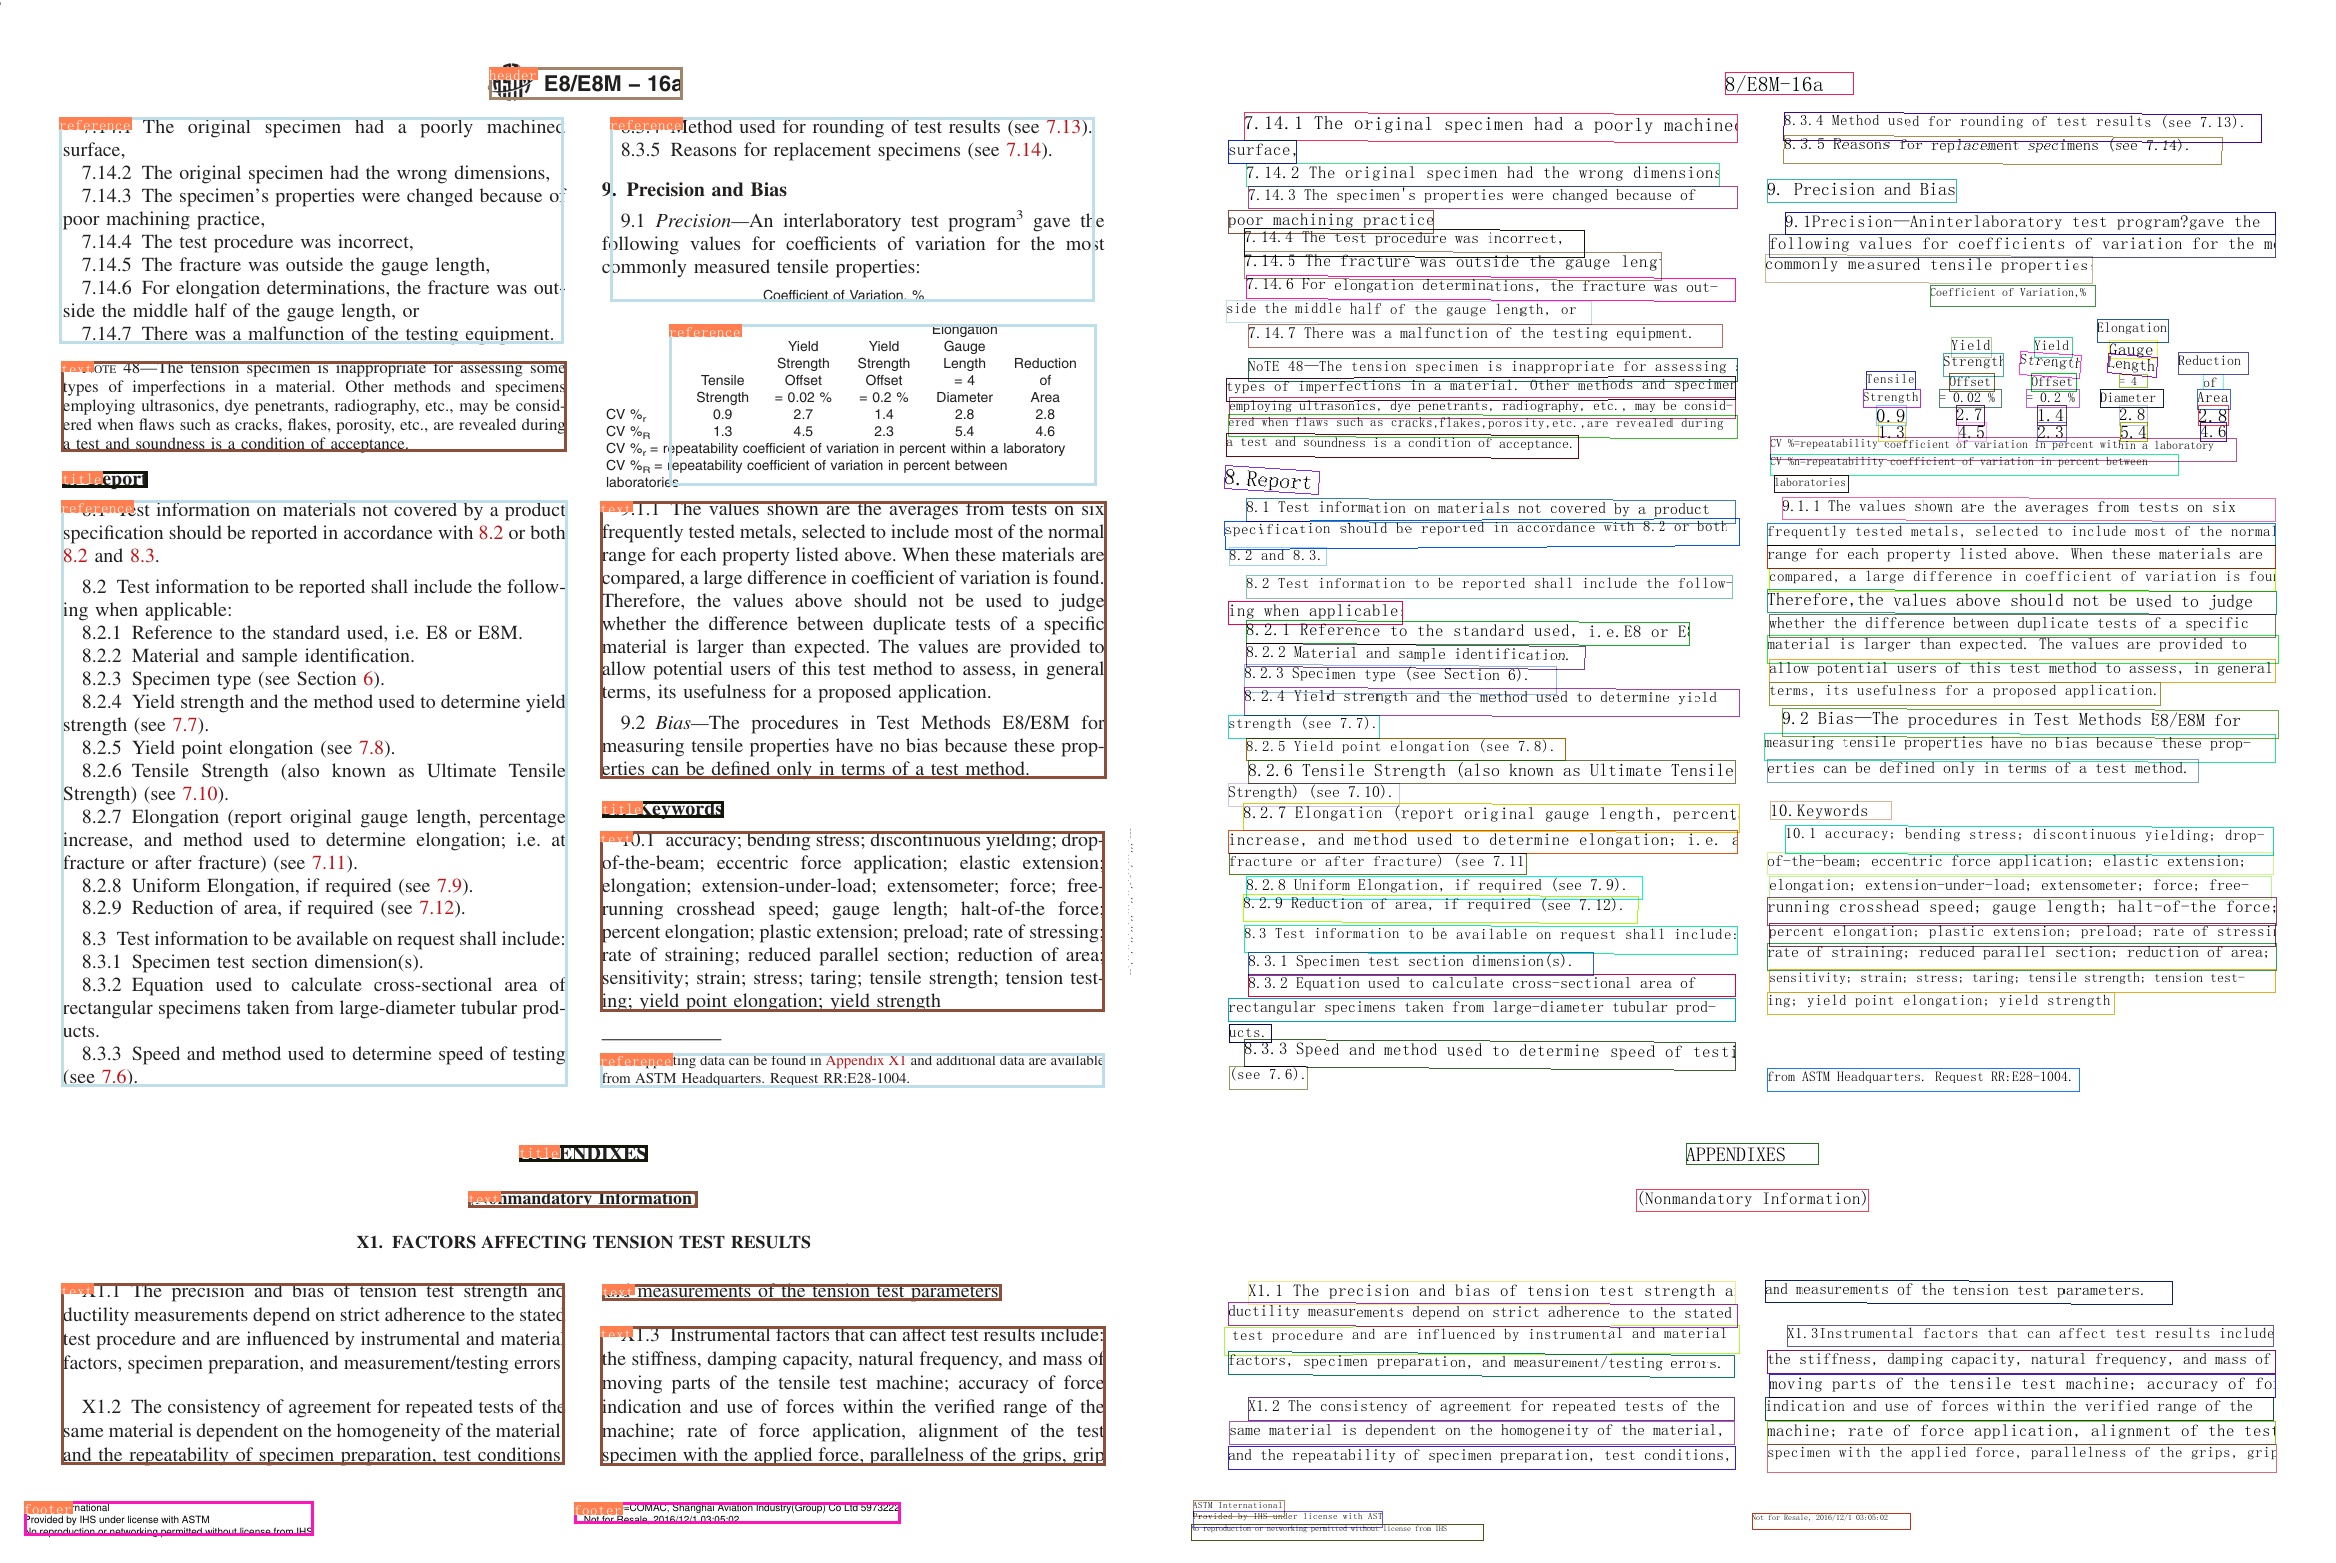 header
E8/E8M – 16a
reference
The original specimen had a poorly machined
surface,
7.14.2 The original specimen had the wrong dimensions,
7.14.3 The specimen's properties were changed because of
poor machining practice,
7.14.4 The test procedure was incorrect,
7.14.5 The fracture was outside the gauge length,
7.14.6 For elongation determinations, the fracture was out-
side the middle half of the gauge length, or
7.14.7 There was a malfunction of the testing equipment.
text
48—The tension specimen is inappropriate for assessing some
types of imperfections in a material. Other methods and specimens
employing ultrasonics, dye penetrants, radiography, etc., may be consid-
ered when flaws such as cracks, flakes, porosity, etc., are revealed during
a test and soundness is a condition of acceptance.
title
eport
reference
Test information on materials not covered by a product
specification should be reported in accordance with 8.2 or both
8.2 and 8.3.
8.2 Test information to be reported shall include the follow-
ing when applicable:
8.2.1 Reference to the standard used, i.e. E8 or E8M.
8.2.2 Material and sample identification.
8.2.3 Specimen type (see Section 6).
8.2.4 Yield strength and the method used to determine yield
strength (see 7.7).
8.2.5 Yield point elongation (see 7.8).
8.2.6 Tensile Strength (also known as Ultimate Tensile
Strength) (see 7.10).
8.2.7 Elongation (report original gauge length, percentage
increase, and method used to determine elongation; i.e. at
fracture or after fracture) (see 7.11).
8.2.8 Uniform Elongation, if required (see 7.9).
8.2.9 Reduction of area, if required (see 7.12).
8.3 Test information to be available on request shall include:
8.3.1 Specimen test section dimension(s).
8.3.2 Equation used to calculate cross-sectional area of
rectangular specimens taken from large-diameter tubular prod-
ucts.
8.3.3 Speed and method used to determine speed of testing
(see 7.6).
reference
Method used for rounding of test results (see 7.13).
8.3.5 Reasons for replacement specimens (see 7.14).
9. Precision and Bias
9.1 Precision—An interlaboratory test program3 gave the
following values for coefficients of variation for the most
commonly measured tensile properties:
Coefficient of Variation, %
reference
Elongation
Yield Yield Gauge
Strength Strength Length Reduction
Tensile Offset Offset = 4 of
Strength = 0.02 % = 0.2 % Diameter Area
CV %r 0.9 2.7 1.4 2.8 2.8
CV %R 1.3 4.5 2.3 5.4 4.6
CV %r = repeatability coefficient of variation in percent within a laboratory
CV %R = repeatability coefficient of variation in percent between
laboratories
text
9.1.1 The values shown are the averages from tests on six
frequently tested metals, selected to include most of the normal
range for each property listed above. When these materials are
compared, a large difference in coefficient of variation is found.
Therefore, the values above should not be used to judge
whether the difference between duplicate tests of a specific
material is larger than expected. The values are provided to
allow potential users of this test method to assess, in general
terms, its usefulness for a proposed application.
9.2 Bias—The procedures in Test Methods E8/E8M for
measuring tensile properties have no bias because these prop-
erties can be defined only in terms of a test method.
title
Keywords
text
10.1 accuracy; bending stress; discontinuous yielding; drop-
of-the-beam; eccentric force application; elastic extension;
elongation; extension-under-load; extensometer; force; free-
running crosshead speed; gauge length; halt-of-the force;
percent elongation; plastic extension; preload; rate of stressing;
rate of straining; reduced parallel section; reduction of area;
sensitivity; strain; stress; taring; tensile strength; tension test-
ing; yield point elongation; yield strength
reference
ting data can be found in Appendix X1 and additional data are available
from ASTM Headquarters. Request RR:E28-1004.
title
ENDIXES
text
nmandatory Information
X1. FACTORS AFFECTING TENSION TEST RESULTS
text
X1.1 The precision and bias of tension test strength and
ductility measurements depend on strict adherence to the stated
test procedure and are influenced by instrumental and material
factors, specimen preparation, and measurement/testing errors
X1.2 The consistency of agreement for repeated tests of the
same material is dependent on the homogeneity of the material
and the repeatability of specimen preparation, test conditions
text
and measurements of the tension test parameters
text
X1.3 Instrumental factors that can affect test results include:
the stiffness, damping capacity, natural frequency, and mass of
moving parts of the tensile test machine; accuracy of force
indication and use of forces within the verified range of the
machine; rate of force application, alignment of the test
specimen with the applied force, parallelness of the grips, grip
footer
national
Provided by IHS under license with ASTM
No reproduction or networking permitted without license from IHS
footer
=COMAC, Shanghai Aviation Industry(Group) Co Ltd 5973222
Not for Resale, 2016/12/1 03:05:02
8/E8M-16a
7.14.1 The original specimen had a poorly machined
surface,
7.14.2 The original specimen had the wrong dimensions
7.14.3 The specimen's properties were changed because of
poor machining practice
7.14.4 The test procedure was incorrect,
7.14.5 The fracture was outside the gauge leng
7.14.6 For elongation determinations, the fracture was out-
side the middle half of the gauge length, or
7.14.7 There was a malfunction of the testing equipment.
NoTE 48—The tension specimen is inappropriate for assessing
types of imperfections in a material. Other methods and specimen
employing ultrasonics, dye penetrants, radiography, etc., may be consid-
ered when flaws such as cracks,flakes,porosity,etc.,are revealed during
a test and soundness is a condition of acceptance.
8.Report
8.1 Test information on materials not covered by a product
specification should be reported in accordance with 8.2 or both
8.2 and 8.3.
8.2 Test information to be reported shall include the follow-
ing when applicable:
8.2.1 Reference to the standard used, i.e.E8 or E8
8.2.2 Material and sample identification.
8.2.3 Specimen type (see Section 6).
8.2.4 Yield strength and the method used to determine yield
strength (see 7.7).
8.2.5 Yield point elongation (see 7.8).
8.2.6 Tensile Strength (also known as Ultimate Tensile
Strength) (see 7.10).
8.2.7 Elongation (report original gauge length, percent
increase, and method used to determine elongation; i.e. a
fracture or after fracture) (see 7.11
8.2.8 Uniform Elongation, if required (see 7.9).
8.2.9 Reduction of area, if required (see 7.12).
8.3 Test information to be available on request shall include:
8.3.1 Specimen test section dimension(s).
8.3.2 Equation used to calculate cross-sectional area of
rectangular specimens taken from large-diameter tubular prod-
ucts.
8.3.3 Speed and method used to determine speed of testi
(see 7.6).
8.3.4 Method used for rounding of test results (see 7.13).
8.3.5 Reasons for replacement specimens (see 7.14).
9. Precision and Bias
9.1Precision—Aninterlaboratory test program?gave the
following values for coefficients of variation for the mo
commonly measured tensile properties:
Coefficient of Variation,%
Elongation
Yield Yield Gauge
Strength Strength Length Reduction
Tensile Offset Offset = 4 of
Strength = 0.02 % = 0.2 % Diameter Area
0.9 2.7 1.4 2.8 2.8
1.3 4.5 2.3 5.4 4.6
CV %=repeatability coefficient of variation in percent within a laboratory
CV %n=repeatability coefficient of variation in percent between
laboratories
9.1.1 The values shown are the averages from tests on six
frequently tested metals, selected to include most of the normal
range for each property listed above. When these materials are
compared, a large difference in coefficient of variation is foun
Therefore,the values above should not be used to judge
whether the difference between duplicate tests of a specific
material is larger than expected. The values are provided to
allow potential users of this test method to assess, in general
terms, its usefulness for a proposed application.
9.2 Bias—The procedures in Test Methods E8/E8M for
measuring tensile properties have no bias because these prop-
erties can be defined only in terms of a test method.
10.Keywords
10.1 accuracy; bending stress; discontinuous yielding; drop-
of-the-beam; eccentric force application; elastic extension;
elongation; extension-under-load; extensometer; force; free-
running crosshead speed; gauge length; halt-of-the force;
percent elongation; plastic extension; preload; rate of stressi
rate of straining; reduced parallel section; reduction of area;
sensitivity; strain; stress; taring; tensile strength; tension test-
ing; yield point elongation; yield strength
from ASTM Headquarters. Request RR:E28-1004.
APPENDIXES
(Nonmandatory Information)
X1.1 The precision and bias of tension test strength a
ductility measurements depend on strict adherence to the stated
test procedure and are influenced by instrumental and material
factors, specimen preparation, and measurement/testing errors.
X1.2 The consistency of agreement for repeated tests of the
same material is dependent on the homogeneity of the material,
and the repeatability of specimen preparation, test conditions,
and measurements of the tension test parameters.
X1.3Instrumental factors that can affect test results include
the stiffness, damping capacity, natural frequency, and mass of
moving parts of the tensile test machine; accuracy of fo
indication and use of forces within the verified range of the
machine; rate of force application, alignment of the test
specimen with the applied force, parallelness of the grips, grip
ASTM International
Provided by IHS under license with AST
No reproduction or networking permitted without license from IHS
Not for Resale, 2016/12/1 03:05:02